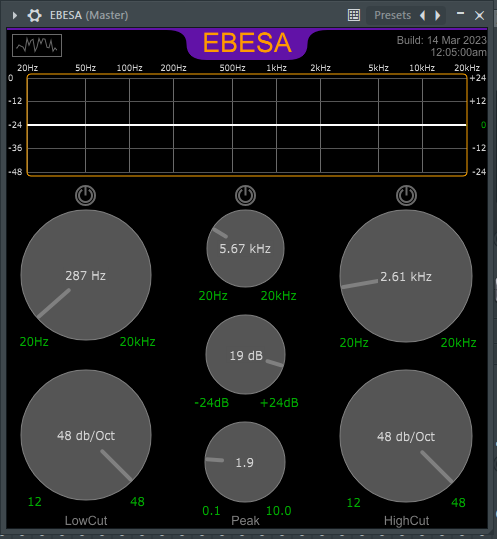 EBESA (Master) Presets
EBESA
Build: 14 Mar 2023
12:05:00am
20Hz 50Hz 100Hz 200Hz 500Hz 1kHz 2kHz 5kHz 10kHz 20kHz
0 +24
-12 +12
-24 0
-36 -12
-48 -24
287 Hz 5.67 kHz 2.61 kHz
20Hz 20kHz
20Hz 20kHz 20Hz 20kHz
19 dB
-24dB +24dB
48 db/Oct 48 db/Oct
1.9
12 48 0.1 10.0 12 48
LowCut Peak HighCut